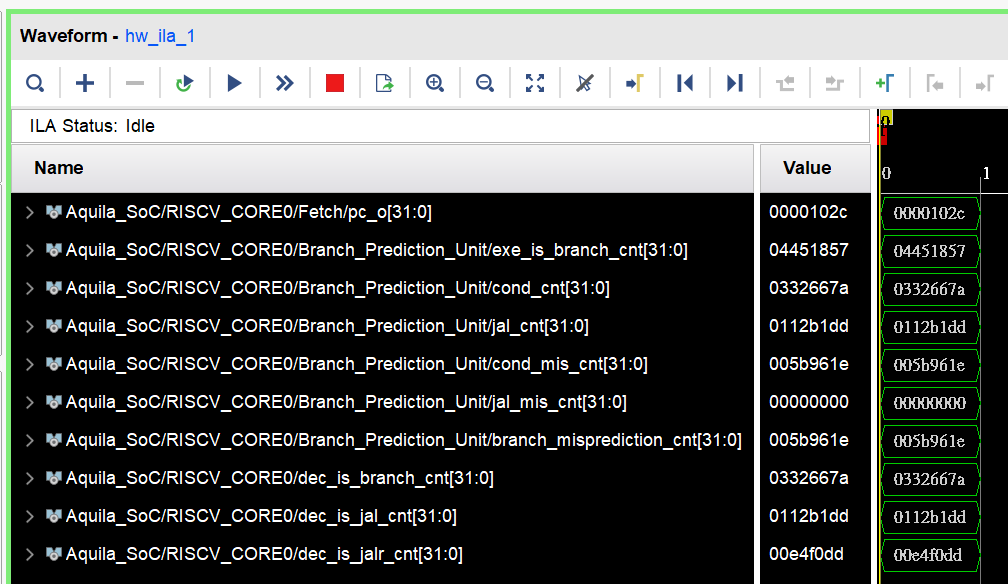 Waveform - hw_ila_1
ILA Status: Idle
0
Name Value 0 1
Aquila_SoC/RISCV_CORE0/Fetch/pc_o[31:0] 0000102c 0000102c
Aquila_SoC/RISCV_CORE0/Branch_Prediction_Unit/exe_is_branch_cnt[31:0] 04451857 04451857
Aquila_SoC/RISCV_CORE0/Branch_Prediction_Unit/cond_cnt[31:0] 0332667a 0332667a
Aquila_SoC/RISCV_CORE0/Branch_Prediction_Unit/jal_cnt[31:0] 0112b1dd 0112b1dd
Aquila_SoC/RISCV_CORE0/Branch_Prediction_Unit/cond_mis_cnt[31:0] 005b961e 005b961e
Aquila_SoC/RISCV_CORE0/Branch_Prediction_Unit/jal_mis_cnt[31:0] 00000000 00000000
Aquila_SoC/RISCV_CORE0/Branch_Prediction_Unit/branch_misprediction_cnt[31:0] 005b961e 005b961e
Aquila_SoC/RISCV_CORE0/dec_is_branch_cnt[31:0] 0332667a 0332667a
Aquila_SoC/RISCV_CORE0/dec_is_jal_cnt[31:0] 0112b1dd 0112b1dd
Aquila_SoC/RISCV_CORE0/dec_is_jalr_cnt[31:0] 00e4f0dd 00e4f0dd